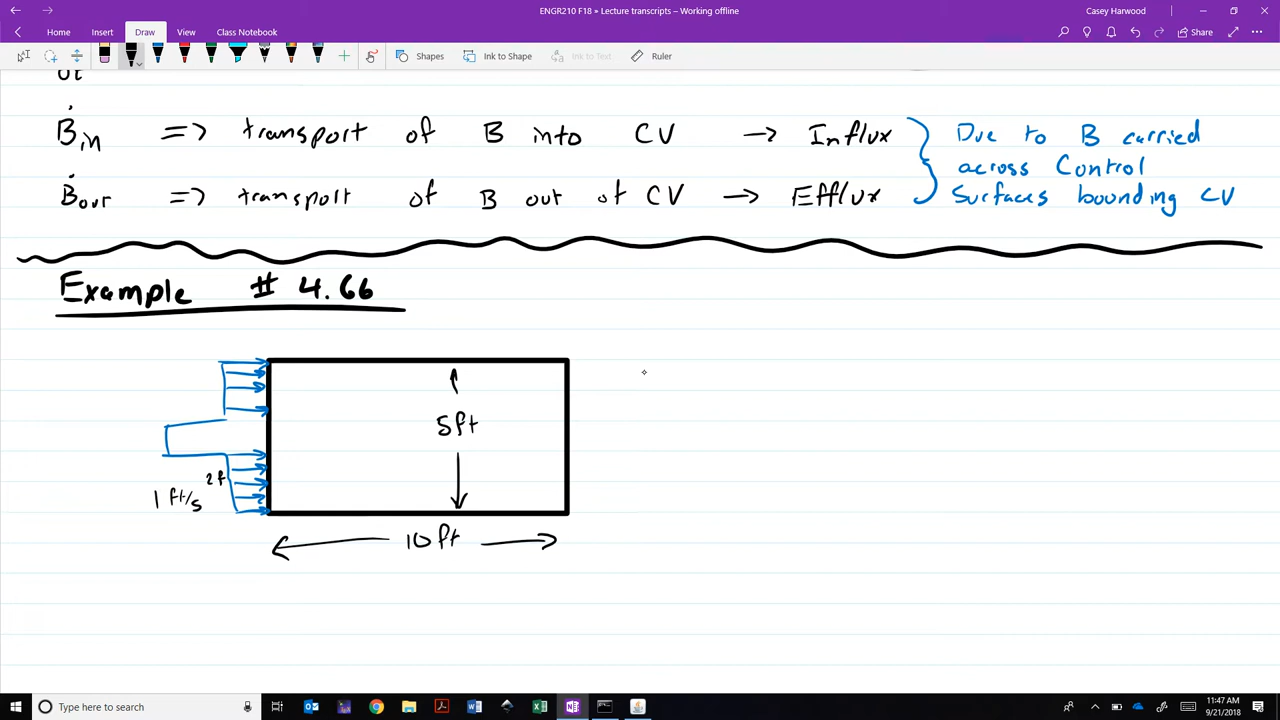 ENGR210 F18 » Lecture transcripts – Working offline
Casey Harwood
Home Insert Draw View Class Notebook
Share
Shapes Ink to Shape Ink to Text Ruler
Ḃin => transport of B into CV → Influx
Ḃout => transport of B out of CV → Efflux
Due to B carried
across Control
Surfaces bounding CV
Example # 4.66
5ft
2ft
1 ft/s
10ft
Type here to search
11:47 AM
9/21/2018